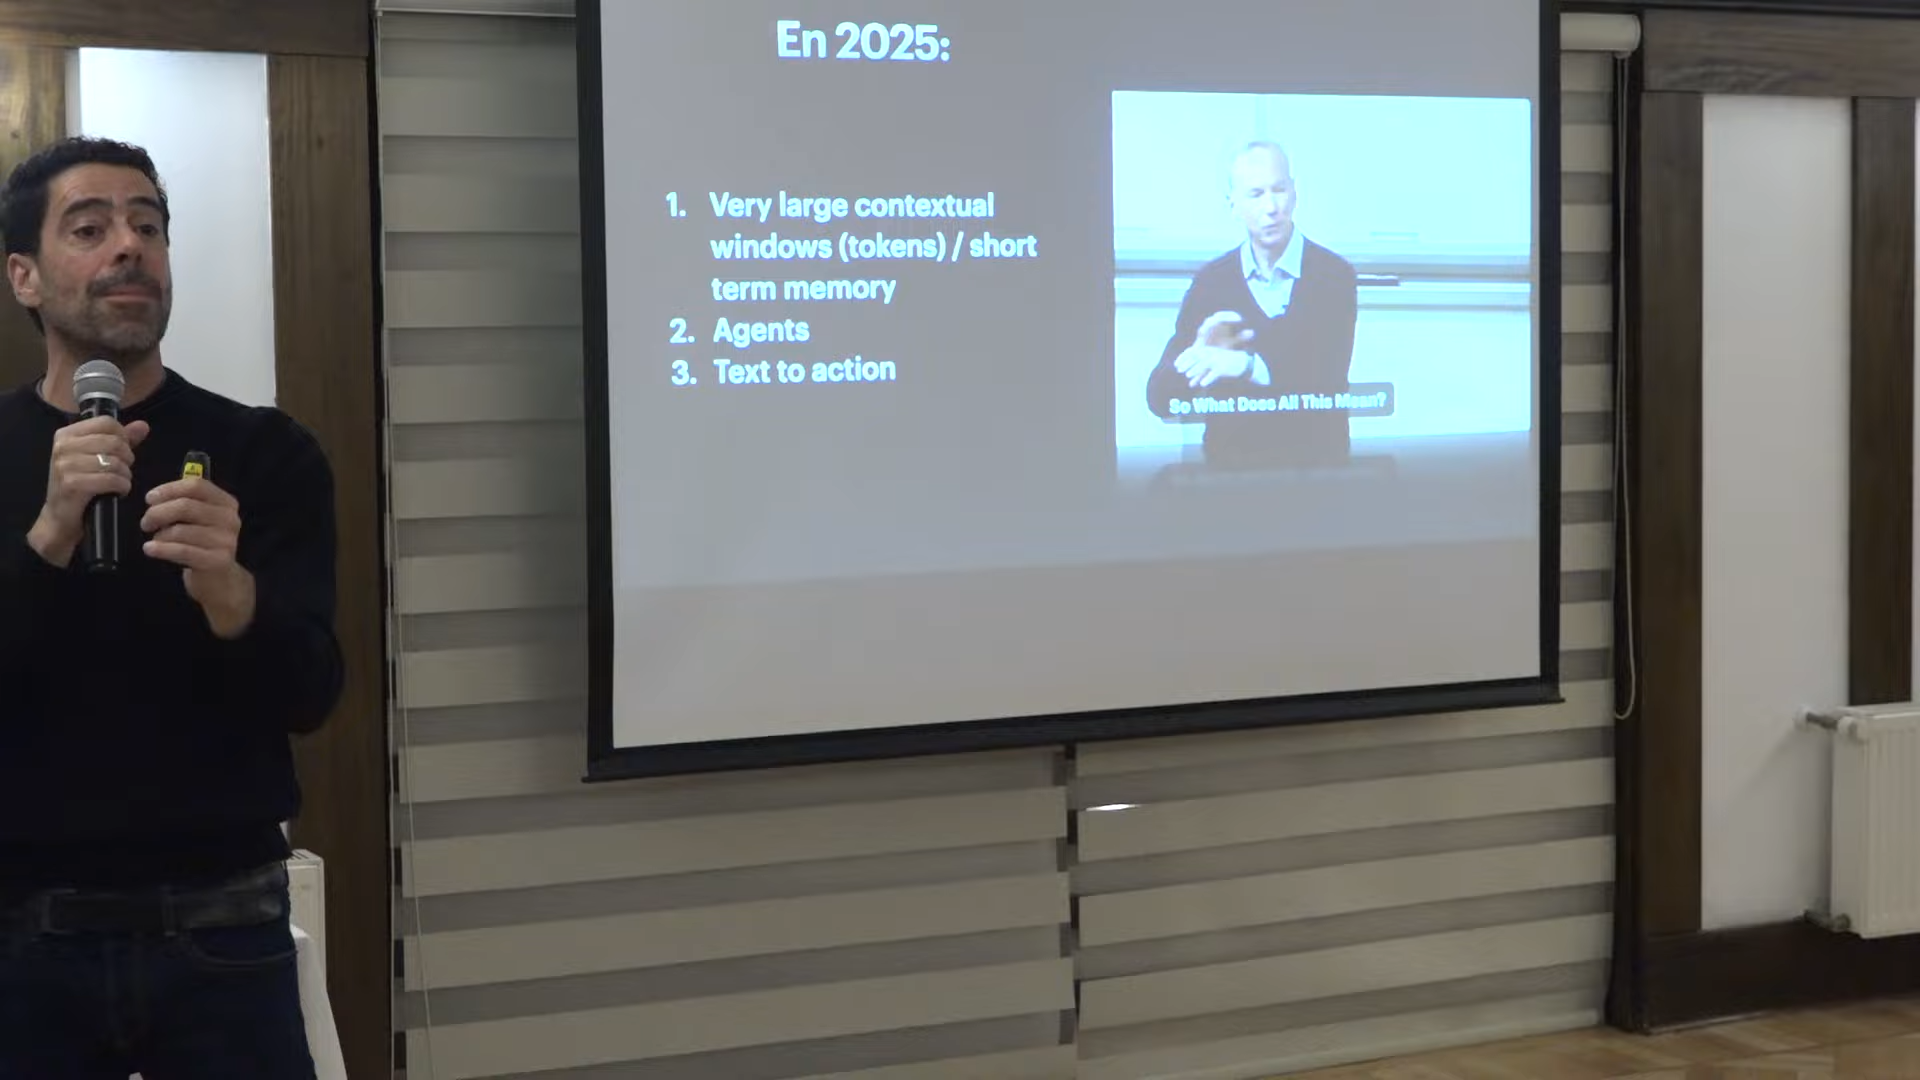 En 2025:
1. Very large contextual
windows (tokens) / short
term memory
2. Agents
3. Text to action
So What Does All This Mean?